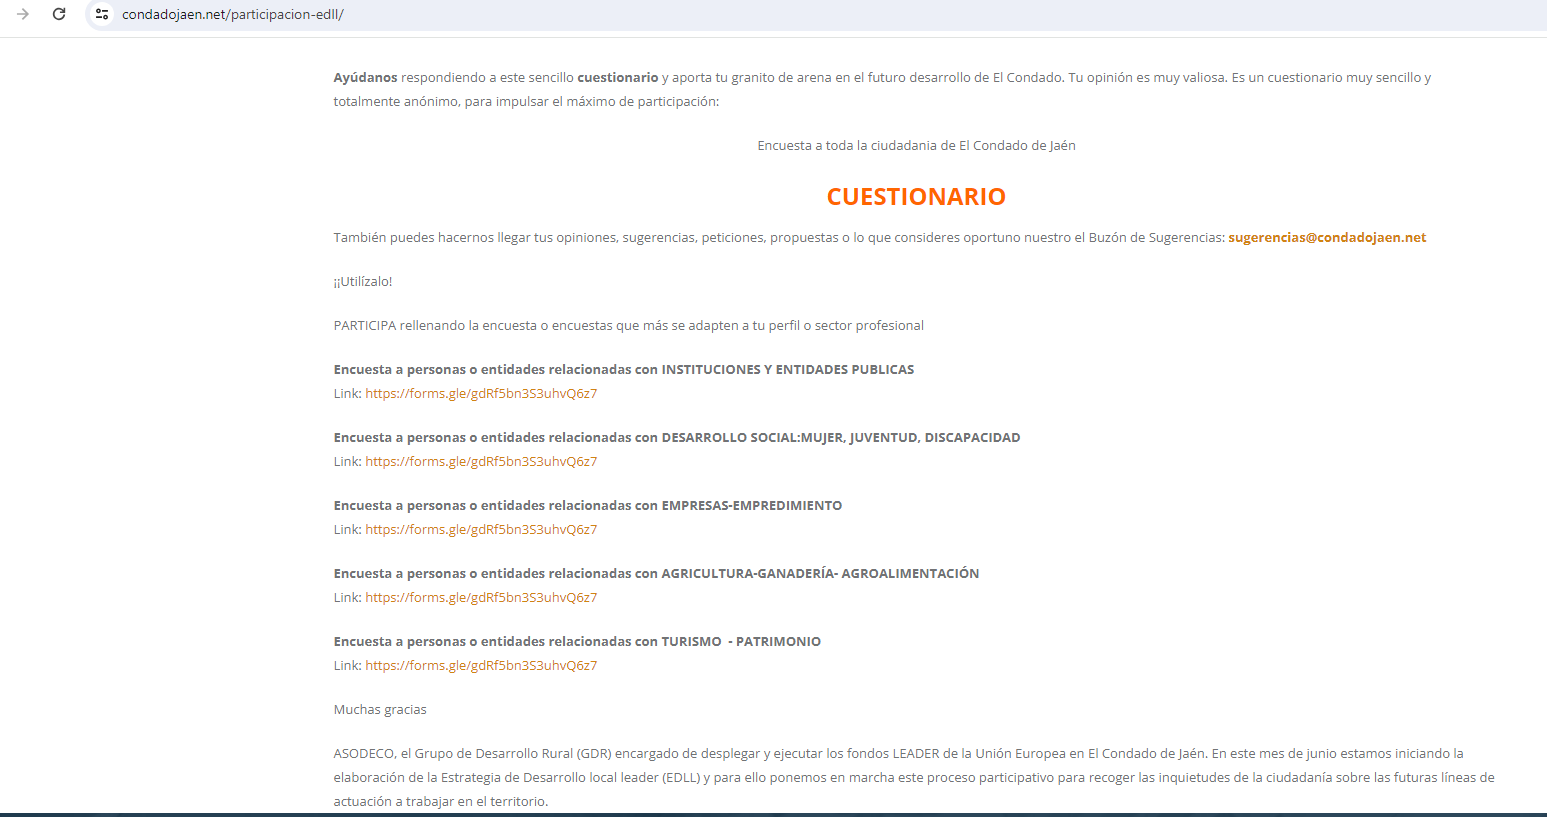 condadojaen.net/participacion-edll/
Ayúdanos respondiendo a este sencillo cuestionario y aporta tu granito de arena en el futuro desarrollo de El Condado. Tu opinión es muy valiosa. Es un cuestionario muy sencillo y
totalmente anónimo, para impulsar el máximo de participación:
Encuesta a toda la ciudadania de El Condado de Jaén
CUESTIONARIO
También puedes hacernos llegar tus opiniones, sugerencias, peticiones, propuestas o lo que consideres oportuno nuestro el Buzón de Sugerencias: sugerencias@condadojaen.net
¡¡Utilízalo!
PARTICIPA rellenando la encuesta o encuestas que más se adapten a tu perfil o sector profesional
Encuesta a personas o entidades relacionadas con INSTITUCIONES Y ENTIDADES PUBLICAS
Link: https://forms.gle/gdRf5bn3S3uhvQ6z7
Encuesta a personas o entidades relacionadas con DESARROLLO SOCIAL:MUJER, JUVENTUD, DISCAPACIDAD
Link: https://forms.gle/gdRf5bn3S3uhvQ6z7
Encuesta a personas o entidades relacionadas con EMPRESAS-EMPREDIMIENTO
Link: https://forms.gle/gdRf5bn3S3uhvQ6z7
Encuesta a personas o entidades relacionadas con AGRICULTURA-GANADERÍA- AGROALIMENTACIÓN
Link: https://forms.gle/gdRf5bn3S3uhvQ6z7
Encuesta a personas o entidades relacionadas con TURISMO  - PATRIMONIO
Link: https://forms.gle/gdRf5bn3S3uhvQ6z7
Muchas gracias
ASODECO, el Grupo de Desarrollo Rural (GDR) encargado de desplegar y ejecutar los fondos LEADER de la Unión Europea en El Condado de Jaén. En este mes de junio estamos iniciando la
elaboración de la Estrategia de Desarrollo local leader (EDLL) y para ello ponemos en marcha este proceso participativo para recoger las inquietudes de la ciudadanía sobre las futuras líneas de
actuación a trabajar en el territorio.